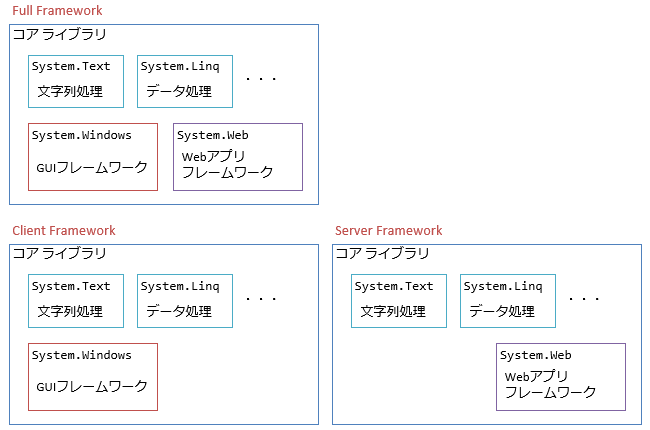 Full Framework
コア ライブラリ
System.Text
文字列処理
System.Linq
データ処理
・・・
System.Windows
GUIフレームワーク
System.Web
Webアプリ
フレームワーク
Client Framework
コア ライブラリ
System.Text
文字列処理
System.Linq
データ処理
・・・
System.Windows
GUIフレームワーク
Server Framework
コア ライブラリ
System.Text
文字列処理
System.Linq
データ処理
・・・
System.Web
Webアプリ
フレームワーク